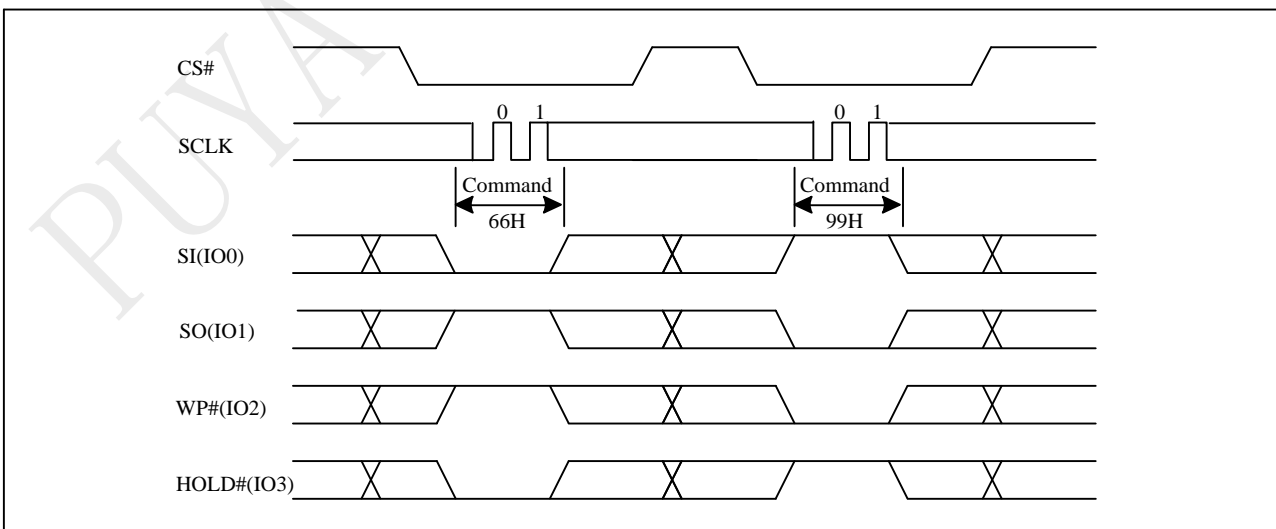 PUYA
CS#
0 1 0 1
SCLK
Command Command
66H 99H
SI(IO0)
SO(IO1)
WP#(IO2)
HOLD#(IO3)